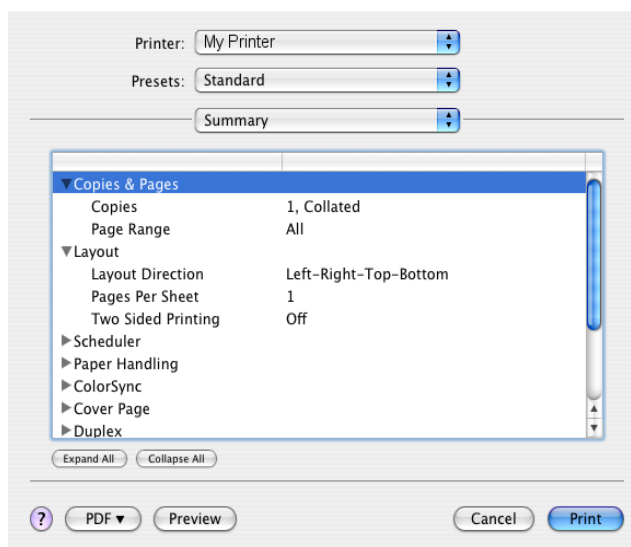 Printer: My Printer
Presets: Standard
Summary
▼Copies & Pages
Copies 1, Collated
Page Range All
▼Layout
Layout Direction Left-Right-Top-Bottom
Pages Per Sheet 1
Two Sided Printing Off
▶Scheduler
▶Paper Handling
▶ColorSync
▶Cover Page
▶Duplex
Expand All Collapse All
? PDF▼ Preview Cancel Print